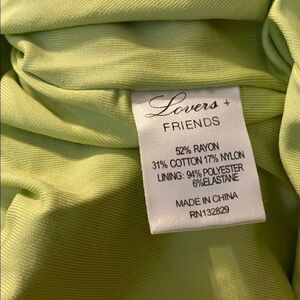 Lovers +
FRIENDS
52% RAYON
31% COTTON 17% NYLON
LINING: 94% POLYESTER
6%ELASTANE
MADE IN CHINA
RN132829